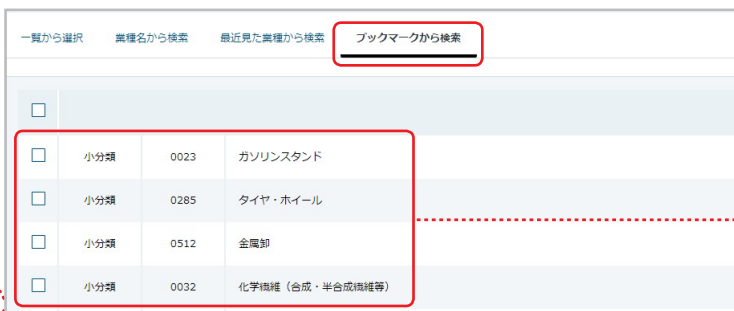 一覧から選択 業種名から検索 最近見た業種から検索 ブックマークから検索
小分類 0023 ガソリンスタンド
小分類 0285 タイヤ・ホイール
小分類 0512 金属卸
小分類 0032 化学繊維（合成・半合成繊維等）